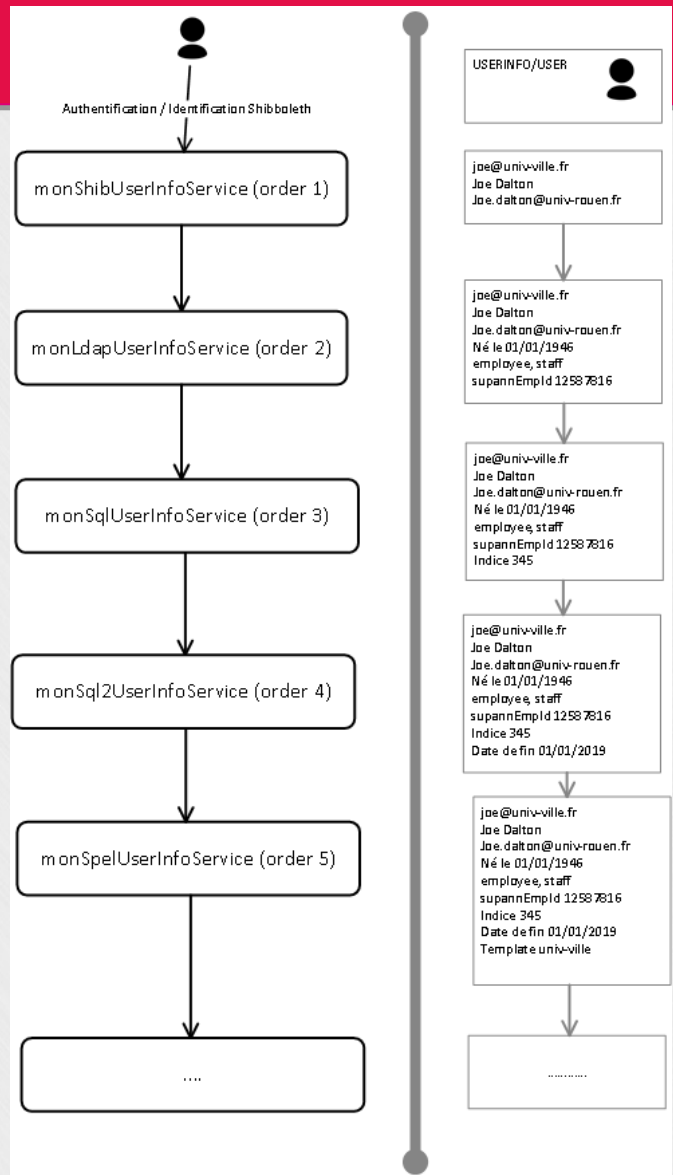 Authentification / Identification Shibboleth
monShibUserInfoService (order 1)
monLdapUserInfoService (order 2)
monSqlUserInfoService (order 3)
monSql2UserInfoService (order 4)
monSpelUserInfoService (order 5)
....
USERINFO/USER
joe@univ-ville.fr
Joe Dalton
Joe.dalton@univ-rouen.fr
joe@univ-ville.fr
Joe Dalton
Joe.dalton@univ-rouen.fr
Né le 01/01/1946
employee, staff
supannEmpId 12587816
joe@univ-ville.fr
Joe Dalton
Joe.dalton@univ-rouen.fr
Né le 01/01/1946
employee, staff
supannEmpId 12587816
Indice 345
joe@univ-ville.fr
Joe Dalton
Joe.dalton@univ-rouen.fr
Né le 01/01/1946
employee, staff
supannEmpId 12587816
Indice 345
Date de fin 01/01/2019
joe@univ-ville.fr
Joe Dalton
Joe.dalton@univ-rouen.fr
Né le 01/01/1946
employee, staff
supannEmpId 12587816
Indice 345
Date de fin 01/01/2019
Template univ-ville
............